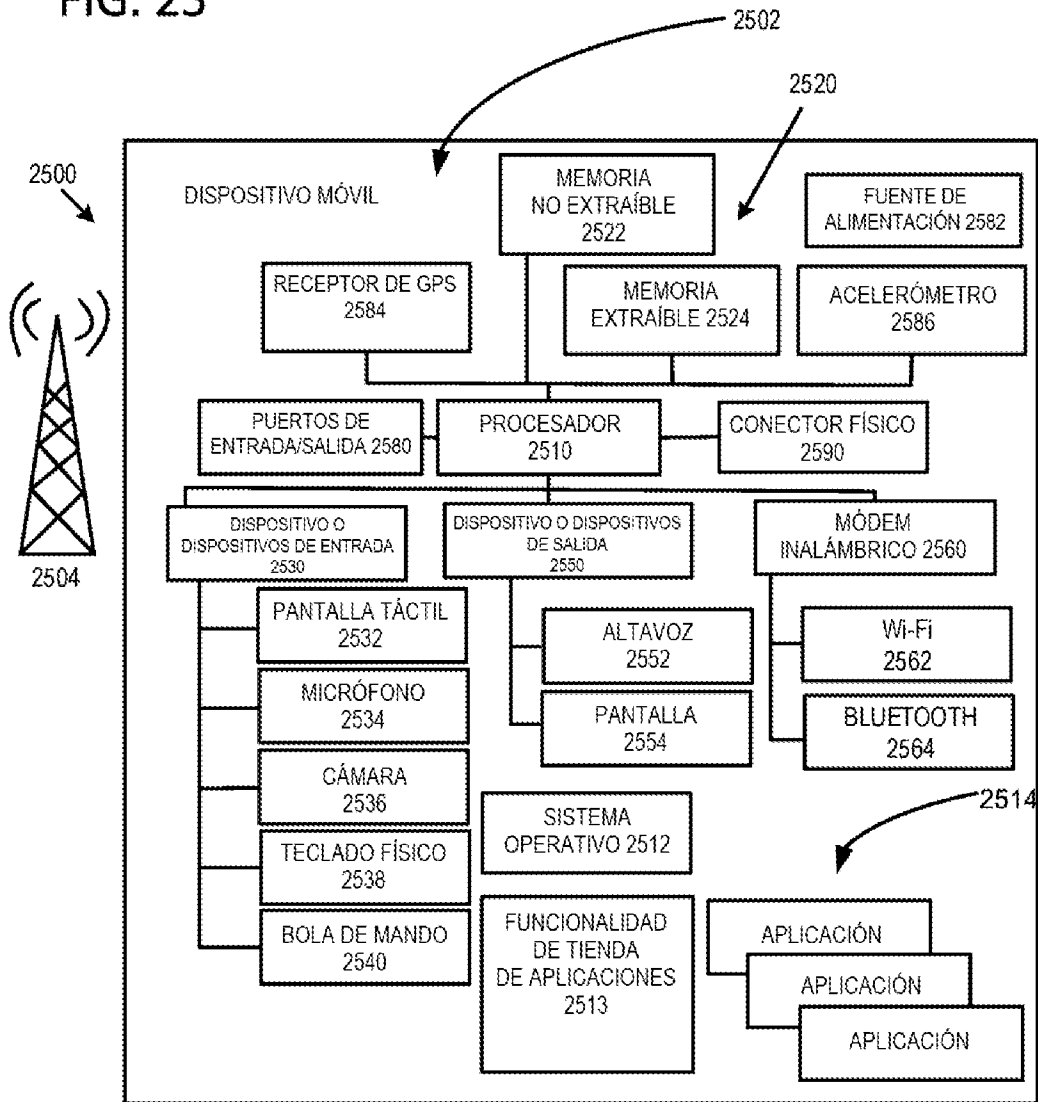 FIG. 25
2502
2520
2500
DISPOSITIVO MÓVIL
MEMORIA
NO EXTRAÍBLE
2522
FUENTE DE
ALIMENTACIÓN 2582
RECEPTOR DE GPS
2584
MEMORIA
EXTRAÍBLE 2524
ACELERÓMETRO
2586
PUERTOS DE
ENTRADA/SALIDA 2580
PROCESADOR
2510
CONECTOR FÍSICO
2590
2504
DISPOSITIVO O
DISPOSITIVOS DE ENTRADA
2530
DISPOSITIVO O DISPOSITIVOS
DE SALIDA
2550
MÓDEM
INALÁMBRICO 2560
PANTALLA TÁCTIL
2532
MICRÓFONO
2534
CÁMARA
2536
TECLADO FÍSICO
2538
BOLA DE MANDO
2540
ALTAVOZ
2552
PANTALLA
2554
Wi-Fi
2562
BLUETOOTH
2564
SISTEMA
OPERATIVO 2512
FUNCIONALIDAD
DE TIENDA
DE APLICACIONES
2513
2514
APLICACIÓN
APLICACIÓN
APLICACIÓN